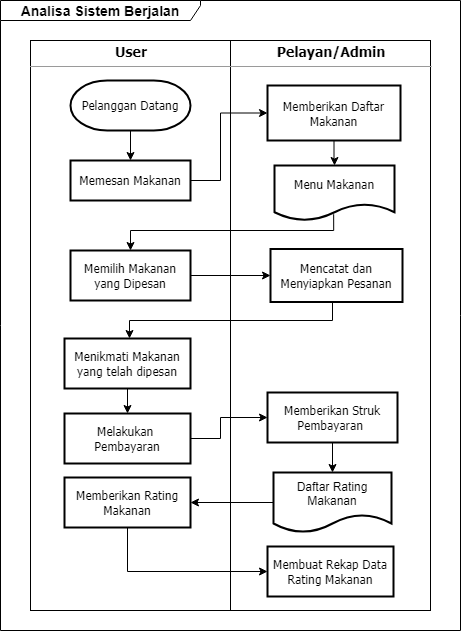 Analisa Sistem Berjalan
User
Pelayan/Admin
Pelanggan Datang
Memesan Makanan
Memberikan Daftar
Makanan
Menu Makanan
Memilih Makanan
yang Dipesan
Mencatat dan
Menyiapkan Pesanan
Menikmati Makanan
yang telah dipesan
Melakukan
Pembayaran
Memberikan Struk
Pembayaran
Daftar Rating
Makanan
Memberikan Rating
Makanan
Membuat Rekap Data
Rating Makanan